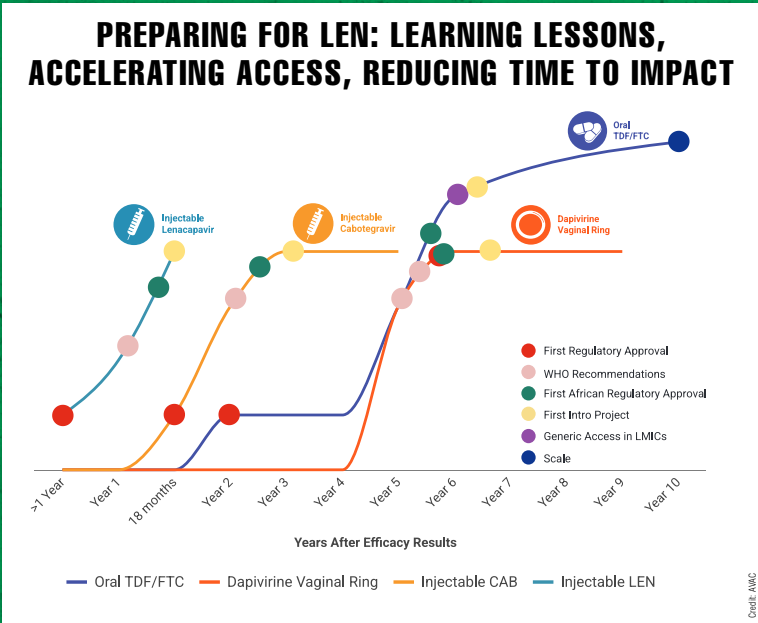 PREPARING FOR LEN: LEARNING LESSONS,
ACCELERATING ACCESS, REDUCING TIME TO IMPACT
Oral
TDF/FTC
Injectable
Lenacapavir
Injectable
Cabotegravir
Dapivirine
Vaginal Ring
First Regulatory Approval
WHO Recommendations
First African Regulatory Approval
First Intro Project
Generic Access in LMICs
Scale
>1 Year
Year 1
18 months
Year 2
Year 3
Year 4
Year 5
Year 6
Year 7
Year 8
Year 9
Year 10
Years After Efficacy Results
Oral TDF/FTC
Dapivirine Vaginal Ring
Injectable CAB
Injectable LEN
Credit: AVAC